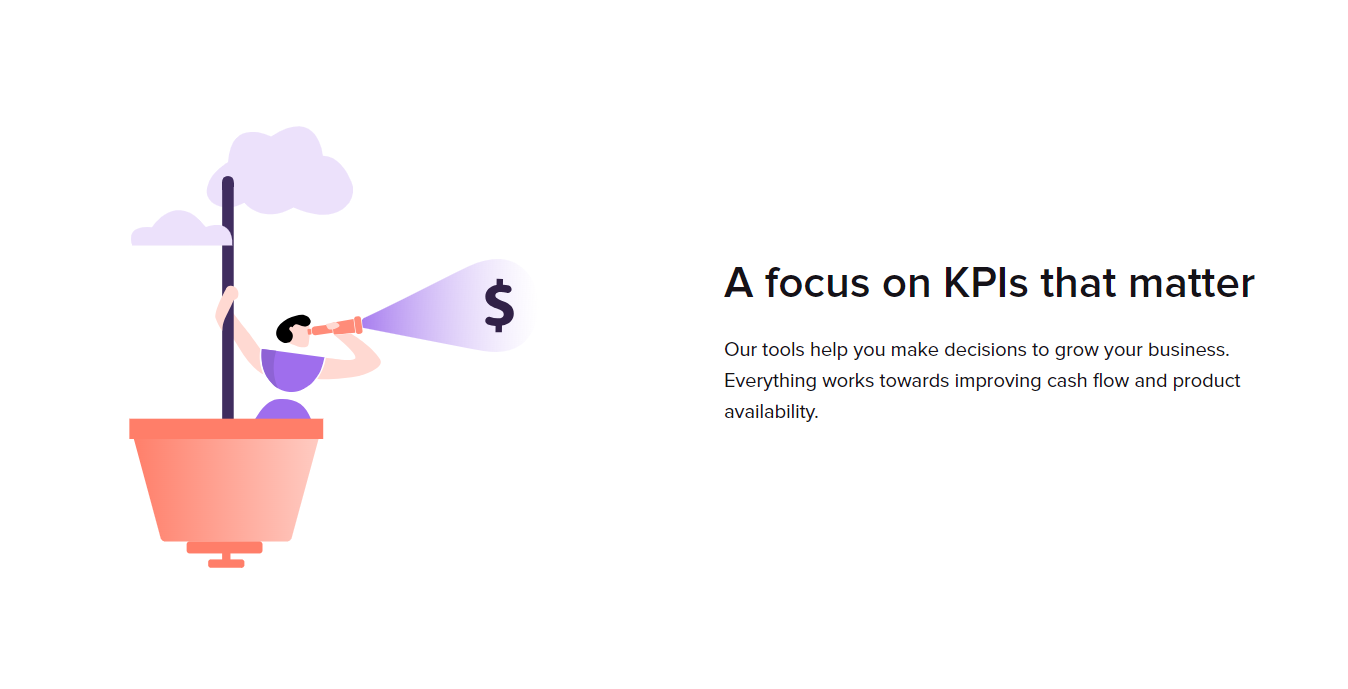 $
A focus on KPIs that matter
Our tools help you make decisions to grow your business.
Everything works towards improving cash flow and product
availability.